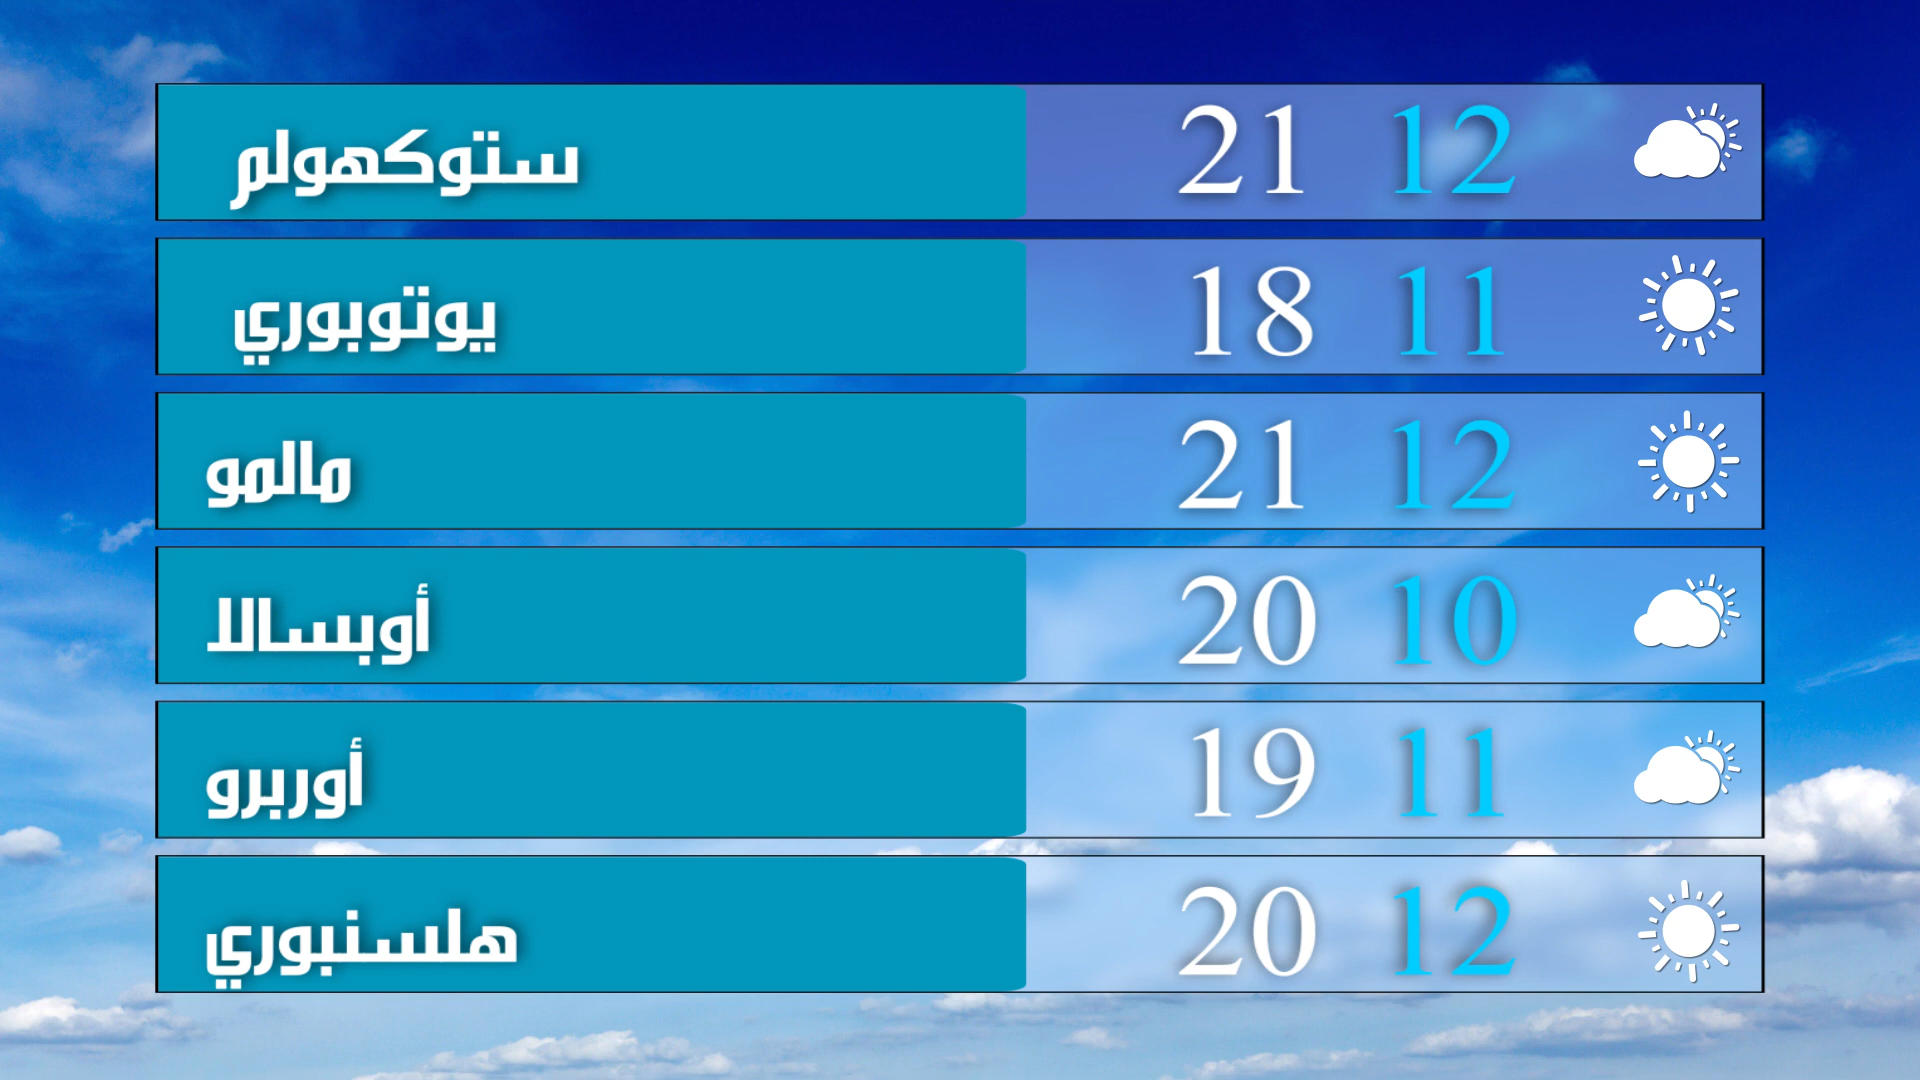 ستوكهولم 21 12
يوتوبوري 18 11
مالمو 21 12
أوبسالا 20 10
أوربرو 19 11
هلسنبوري 20 12